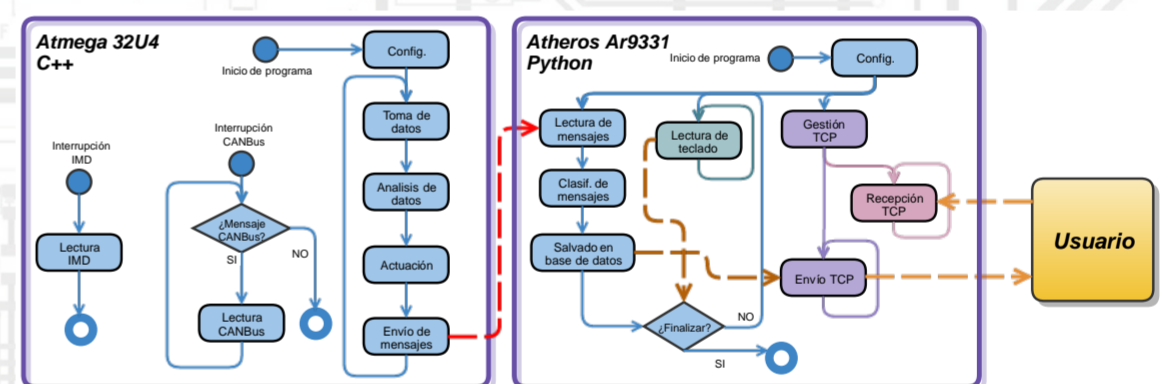 Atmega 32U4
C++
Inicio de programa
Config.
Toma de
datos
Analisis de
datos
Actuación
Envío de
mensajes
Interrupción
IMD
Lectura
IMD
Interrupción
CANBus
¿Mensaje
CANBus?
SI
NO
Lectura
CANBus
Atheros Ar9331
Python
Inicio de programa
Config.
Lectura de
mensajes
Clasif. de
mensajes
Salvado en
base de datos
Lectura de
teclado
¿Finalizar?
NO
SI
Gestión
TCP
Recepción
TCP
Envío TCP
Usuario